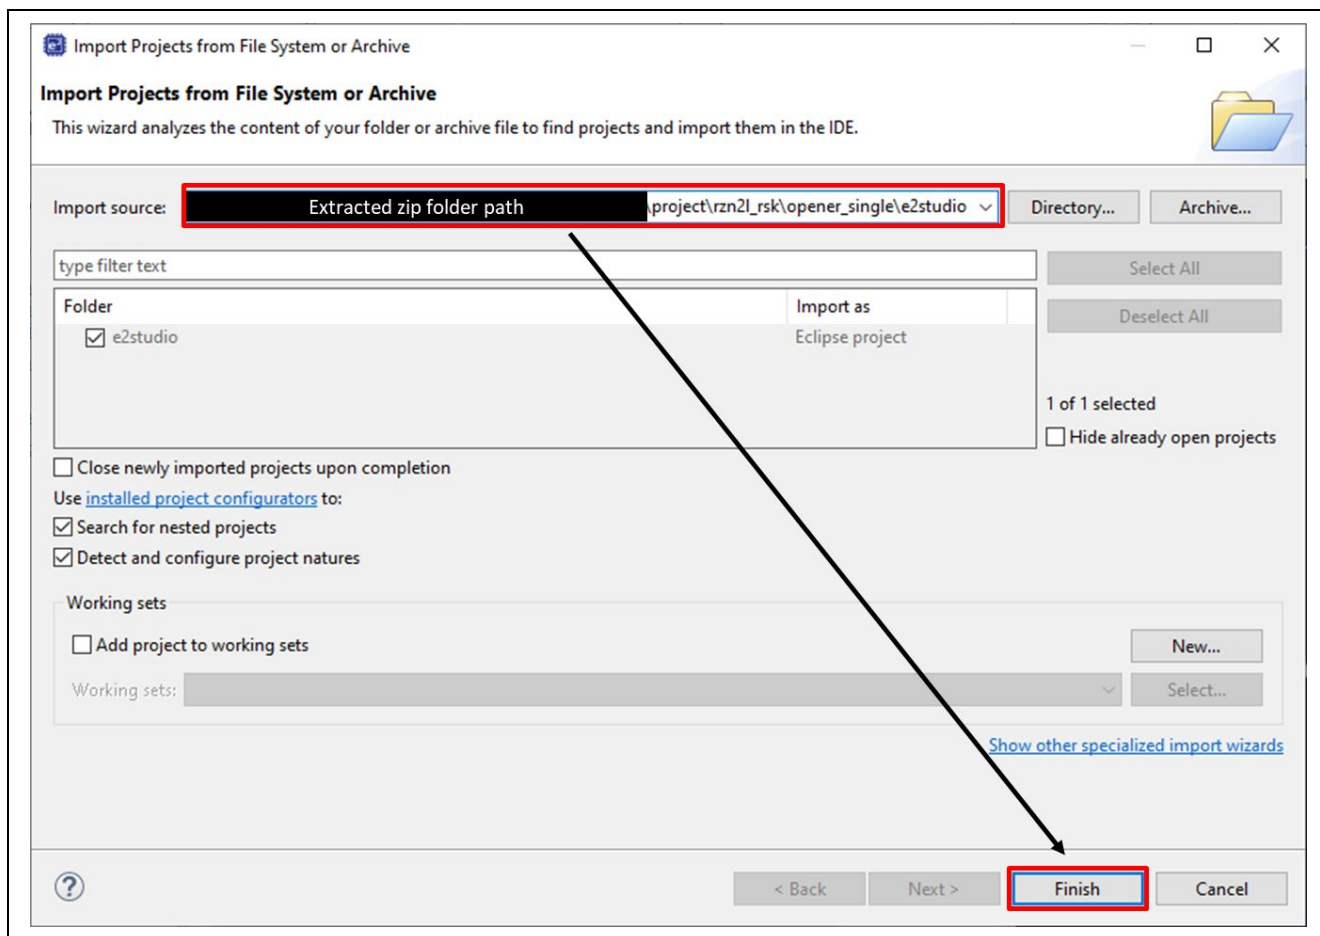 Import Projects from File System or Archive
Import Projects from File System or Archive
This wizard analyzes the content of your folder or archive file to find projects and import them in the IDE.
Import source: Extracted zip folder path \project\rzn2l_rsk\opener_single\e2studio Directory... Archive...
type filter text Select All
Folder Import as Deselect All
e2studio Eclipse project
1 of 1 selected
Hide already open projects
Close newly imported projects upon completion
Use installed project configurators to:
Search for nested projects
Detect and configure project natures
Working sets
Add project to working sets New...
Working sets: Select...
Show other specialized import wizards
? < Back Next > Finish Cancel